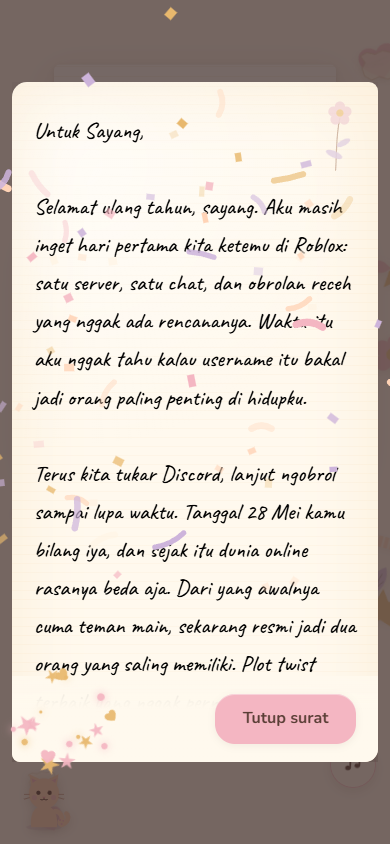 Untuk Sayang,
Selamat ulang tahun, sayang. Aku masih
inget hari pertama kita ketemu di Roblox:
satu server, satu chat, dan obrolan receh
yang nggak ada rencananya. Waktu itu
aku nggak tahu kalau username itu bakal
jadi orang paling penting di hidupku.
Terus kita tukar Discord, lanjut ngobrol
sampai lupa waktu. Tanggal 28 Mei kamu
bilang iya, dan sejak itu dunia online
rasanya beda aja. Dari yang awalnya
cuma teman main, sekarang resmi jadi dua
orang yang saling memiliki. Plot twist
Tutup surat